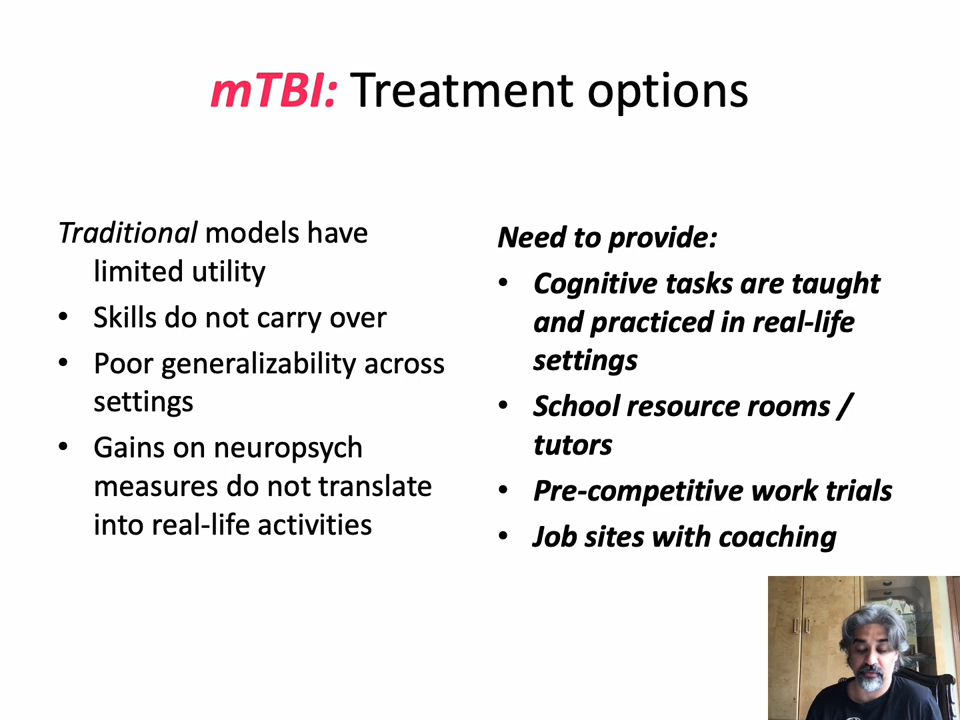 mTBI: Treatment options
Traditional models have
limited utility
• Skills do not carry over
• Poor generalizability across
settings
• Gains on neuropsych
measures do not translate
into real-life activities
Need to provide:
• Cognitive tasks are taught
and practiced in real-life
settings
• School resource rooms /
tutors
• Pre-competitive work trials
• Job sites with coaching